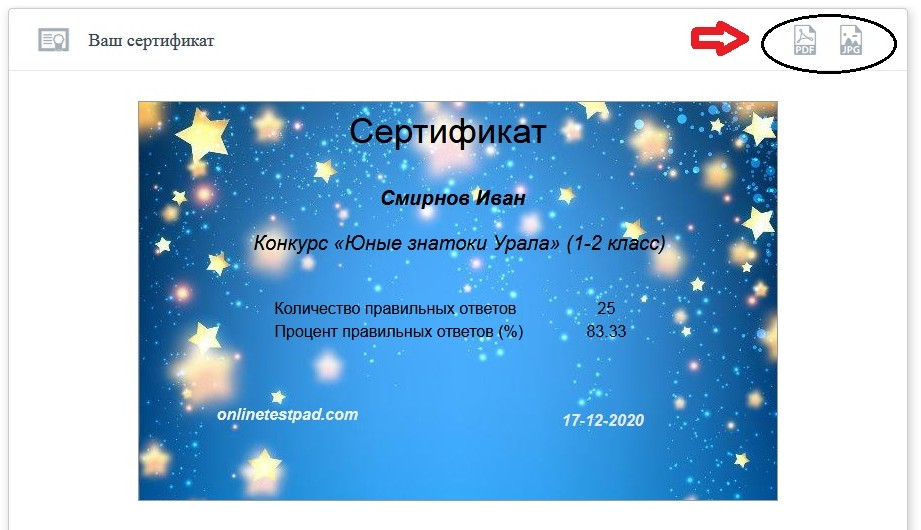 Ваш сертификат
PDF JPG
Сертификат
Смирнов Иван
Конкурс «Юные знатоки Урала» (1-2 класс)
Количество правильных ответов 25
Процент правильных ответов (%) 83.33
onlinetestpad.com 17-12-2020